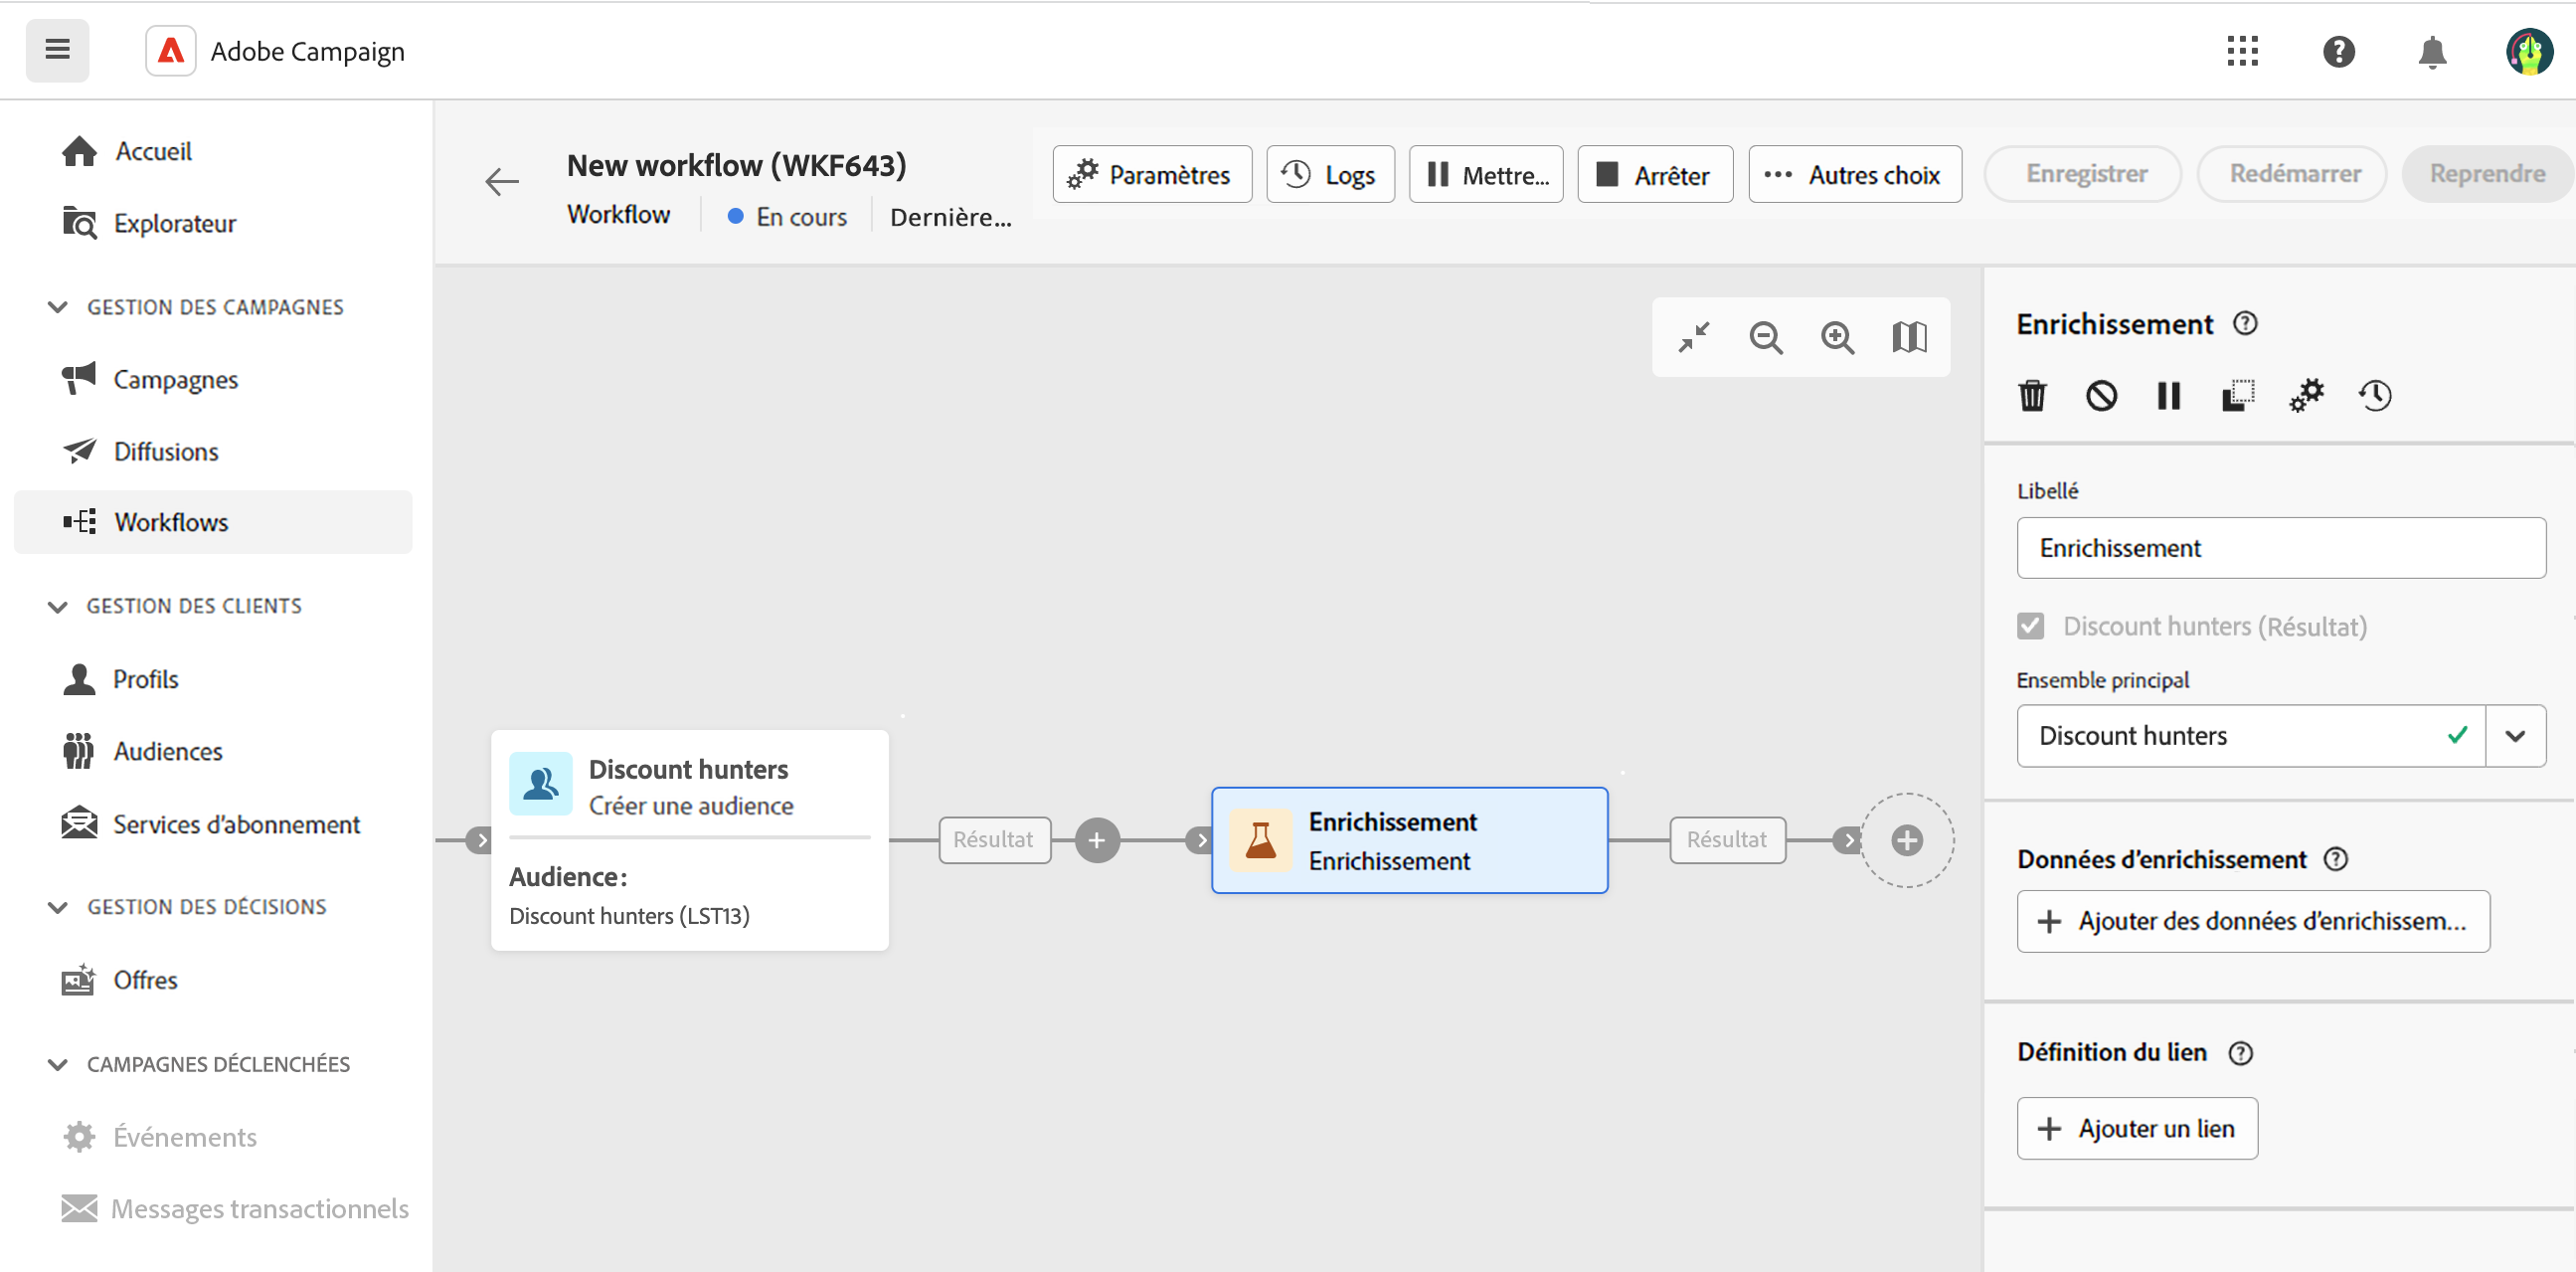 Adobe Campaign
Accueil
Explorateur
GESTION DES CAMPAGNES
Campagnes
Diffusions
Workflows
GESTION DES CLIENTS
Profils
Audiences
Services d'abonnement
GESTION DES DÉCISIONS
Offres
CAMPAGNES DÉCLENCHÉES
Événements
Messages transactionnels
New workflow (WKF643)
Workflow
En cours
Dernière...
Paramètres
Logs
Mettre...
Arrêter
Autres choix
Enregistrer
Redémarrer
Reprendre
Discount hunters
Créer une audience
Audience:
Discount hunters (LST13)
Résultat
Enrichissement
Enrichissement
Résultat
Enrichissement
Libellé
Enrichissement
Discount hunters (Résultat)
Ensemble principal
Discount hunters
Données d'enrichissement
Ajouter des données d'enrichissem...
Définition du lien
Ajouter un lien